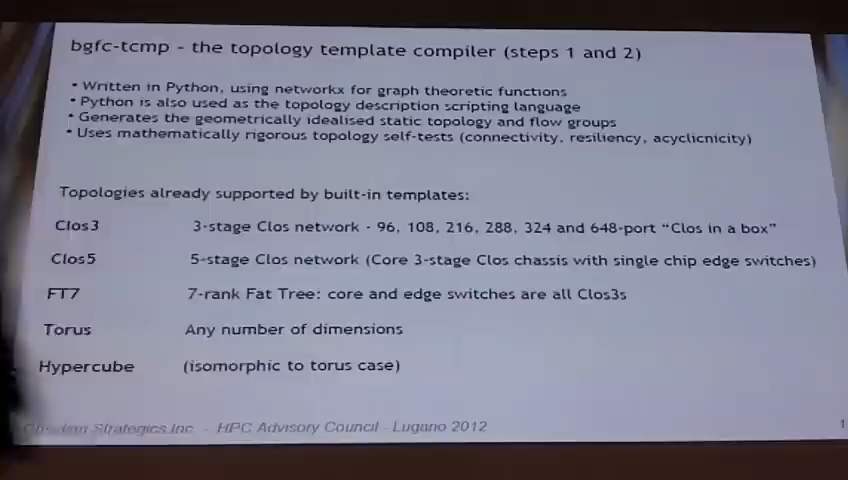 bgfc-tcmp - the topology template compiler (steps 1 and 2)
• Written in Python, using networkx for graph theoretic functions
• Python is also used as the topology description scripting language
• Generates the geometrically idealised static topology and flow groups
• Uses mathematically rigorous topology self-tests (connectivity, resiliency, acyclicnicity)
Topologies already supported by built-in templates:
Clos3 3-stage Clos network - 96, 108, 216, 288, 324 and 648-port “Clos in a box”
Clos5 5-stage Clos network (Core 3-stage Clos chassis with single chip edge switches)
FT7 7-rank Fat Tree: core and edge switches are all Clos3s
Torus Any number of dimensions
Hypercube (isomorphic to torus case)
Strategics Inc. - HPC Advisory Council - Lugano 2012